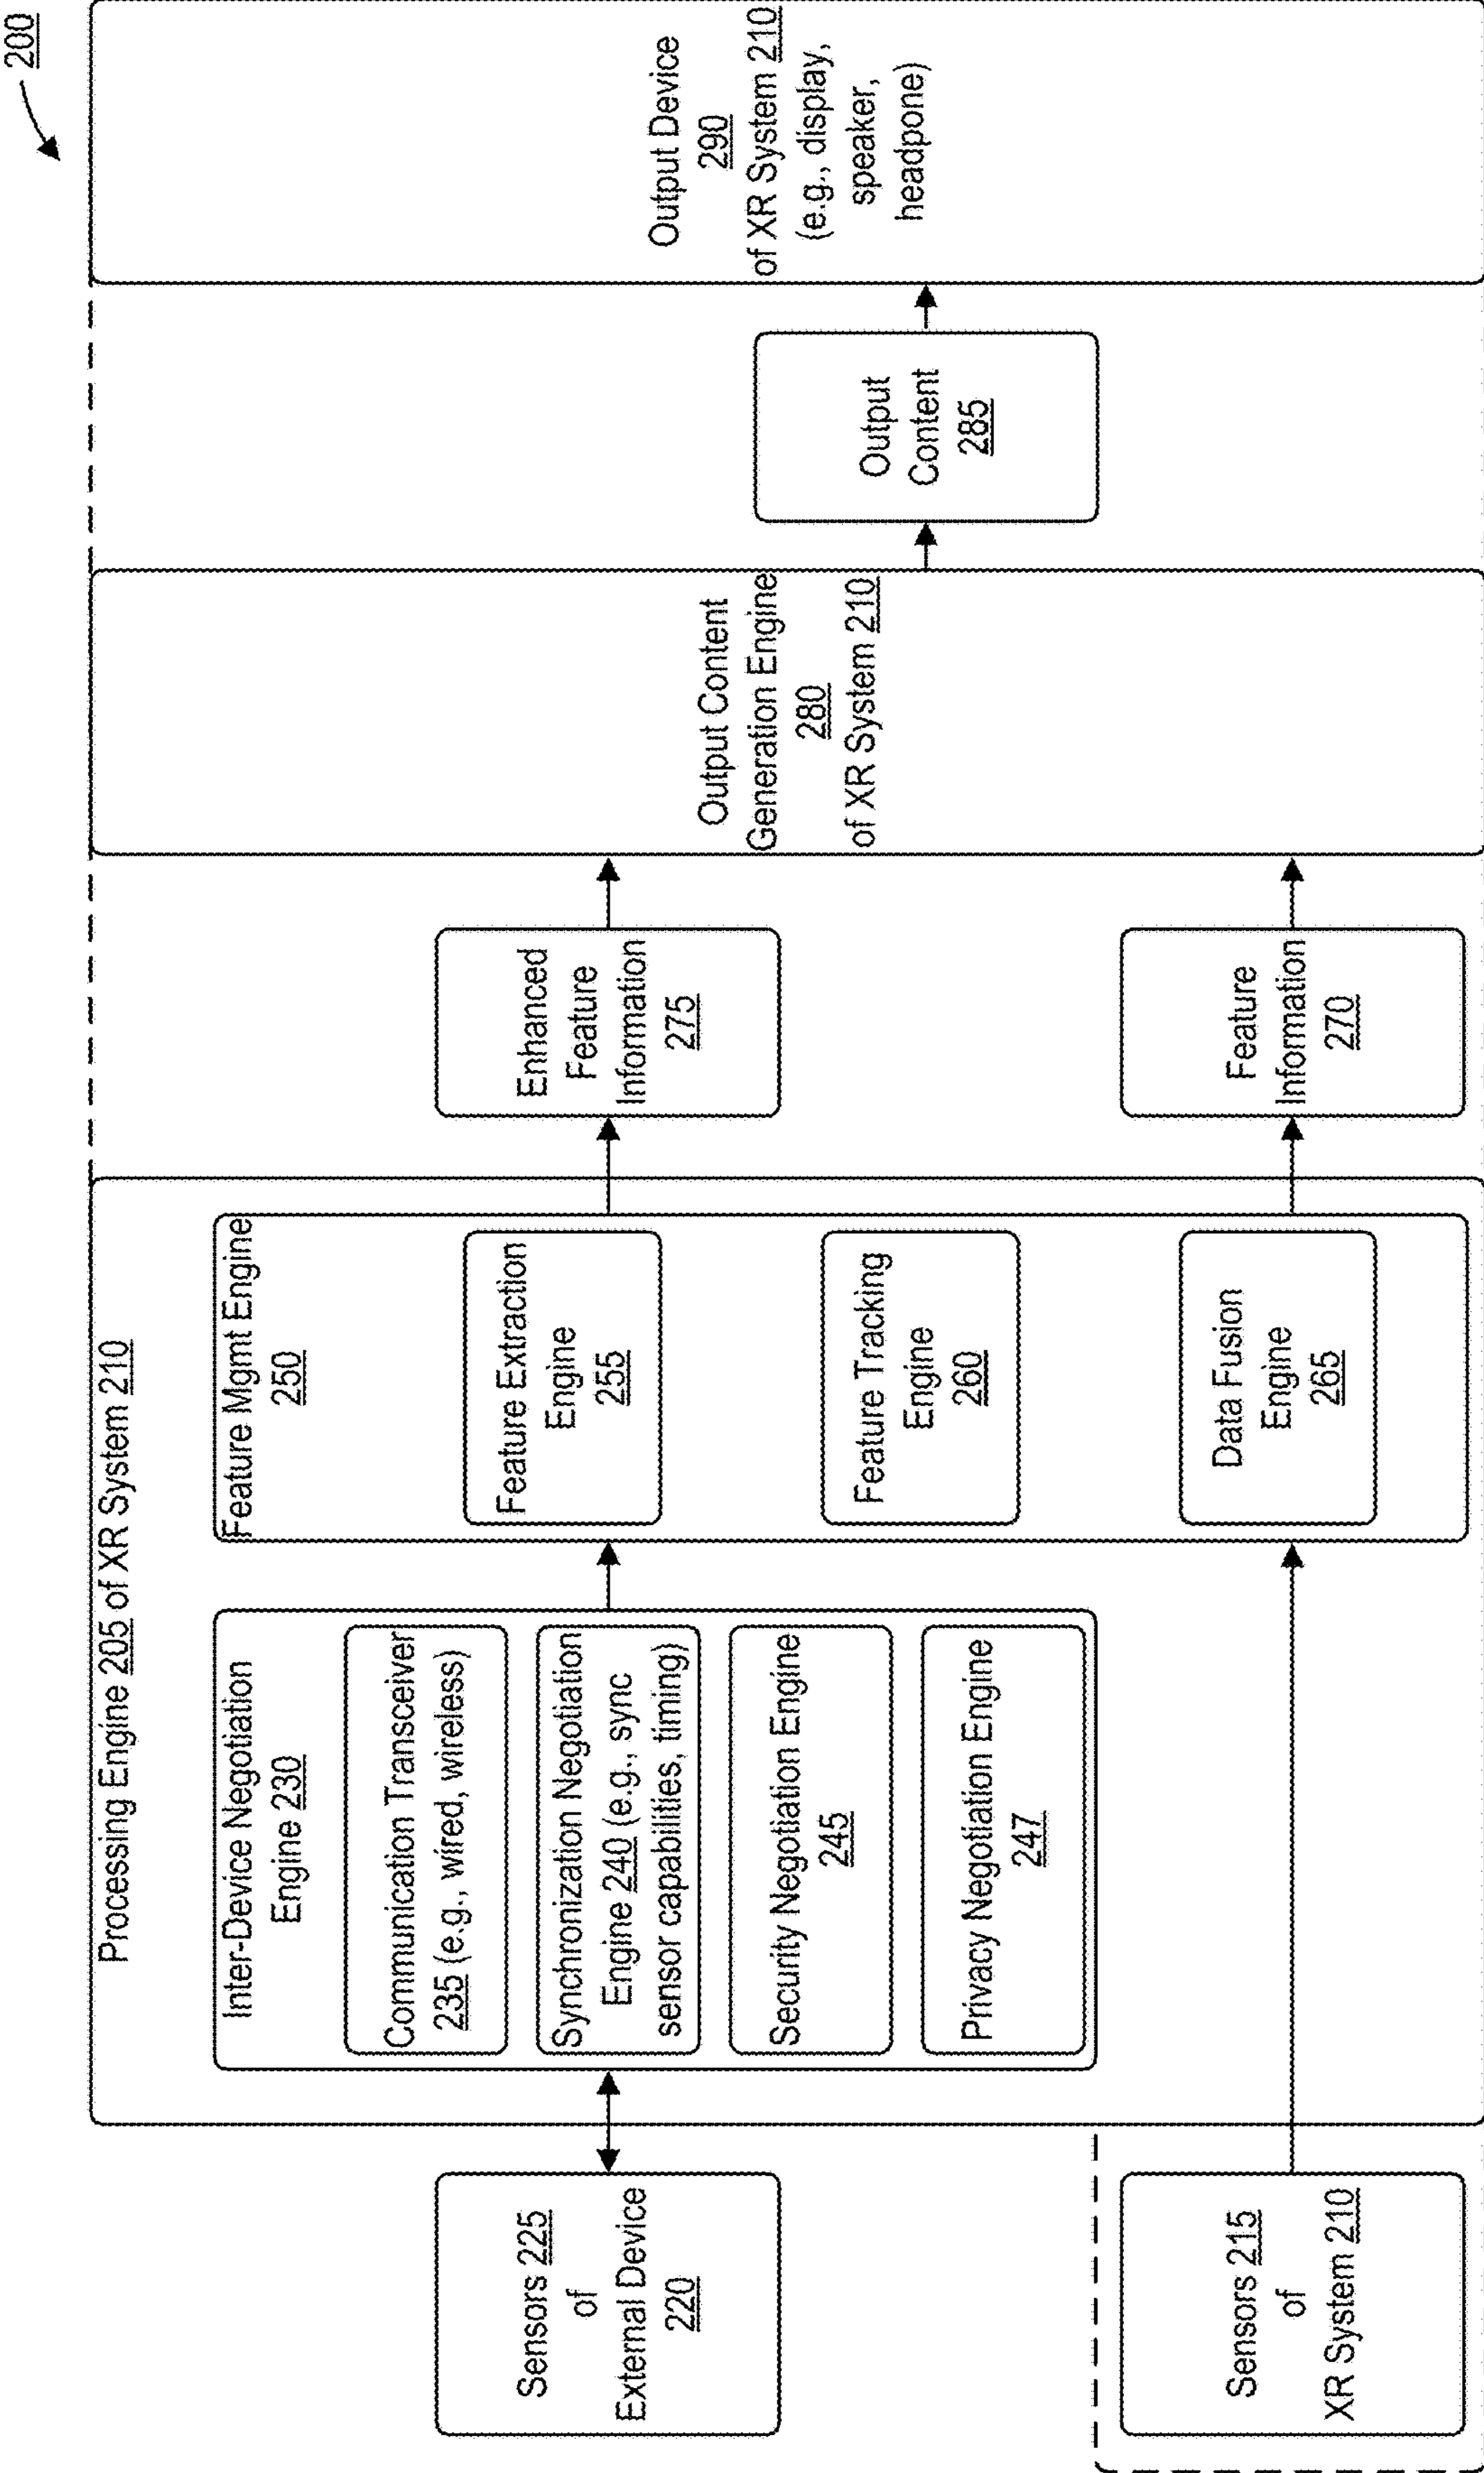 200
Processing Engine 205 of XR System 210
Sensors 225
of
External Device
220
Sensors 215
of
XR System 210
Inter-Device Negotiation
Engine 230
Communication Transceiver
235 (e.g., wired, wireless)
Synchronization Negotiation
Engine 240 (e.g., sync
sensor capabilities, timing)
Security Negotiation Engine
245
Privacy Negotiation Engine
247
Feature Mgmt Engine
250
Feature Extraction
Engine
255
Feature Tracking
Engine
260
Data Fusion
Engine
265
Enhanced
Feature
Information
275
Feature
Information
270
Output Content
Generation Engine
280
of XR System 210
Output
Content
285
Output Device
290
of XR System 210
(e.g., display,
speaker,
headpone)